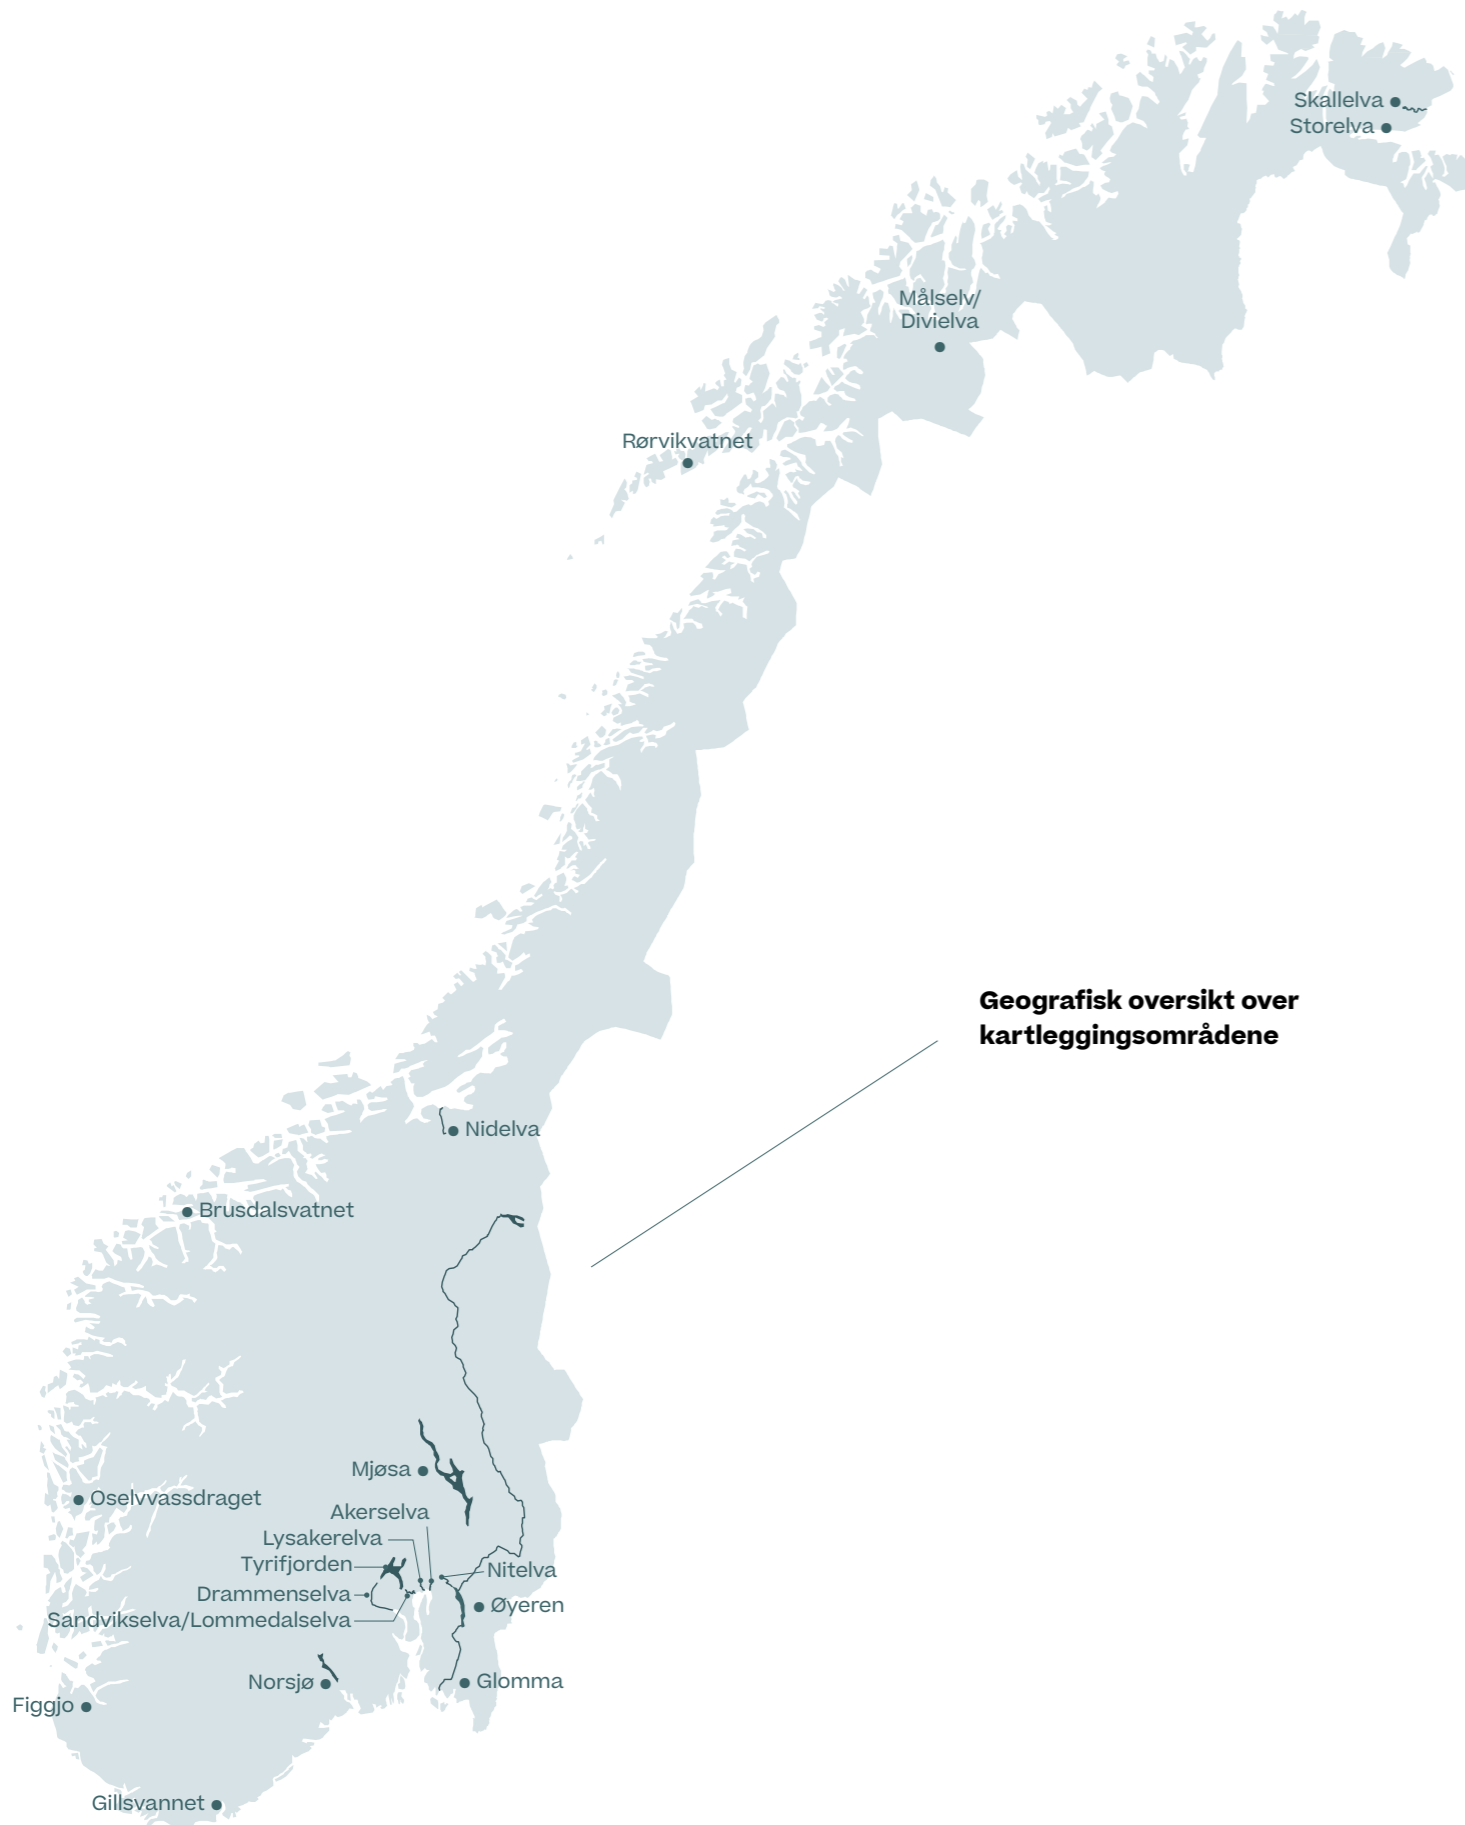 Skallelva
Storelva
Målselv/
Divielva
Rørvikvatnet
Geografisk oversikt over
kartleggingsområdene
Nidelva
Brusdalsvatnet
Mjøsa
Oselvvassdraget
Akerselva
Lysakerelva
Tyrifjorden
Nitelva
Drammenselva
Øyeren
Sandvikselva/Lommedalselva
Norsjø
Glomma
Figgjo
Gillsvannet